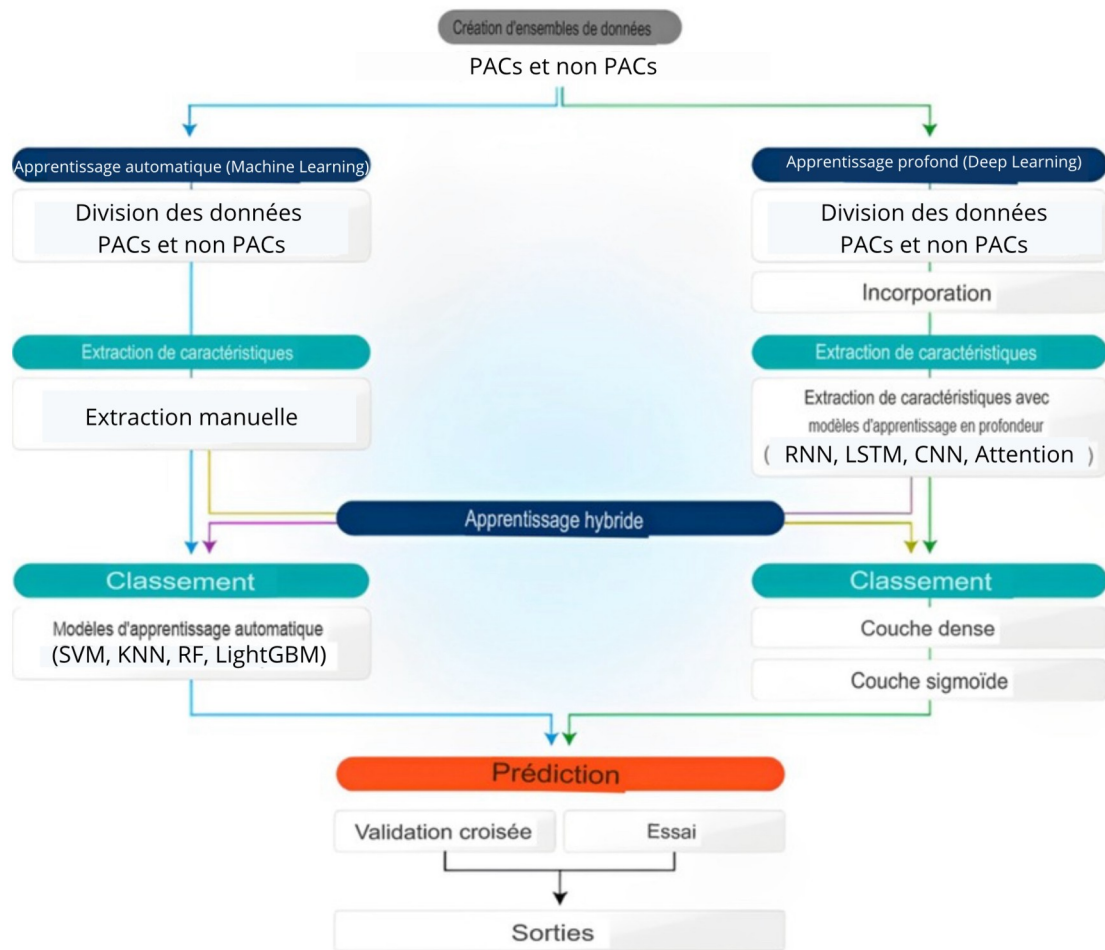 Création d'ensembles de données
PACs et non PACs
Apprentissage automatique (Machine Learning)
Division des données
PACs et non PACs
Extraction de caractéristiques
Extraction manuelle
Apprentissage profond (Deep Learning)
Division des données
PACs et non PACs
Incorporation
Extraction de caractéristiques
Extraction de caractéristiques avec
modèles d'apprentissage en profondeur
( RNN, LSTM, CNN, Attention )
Apprentissage hybride
Classement
Modèles d'apprentissage automatique
(SVM, KNN, RF, LightGBM)
Classement
Couche dense
Couche sigmoïde
Prédiction
Validation croisée
Essai
Sorties